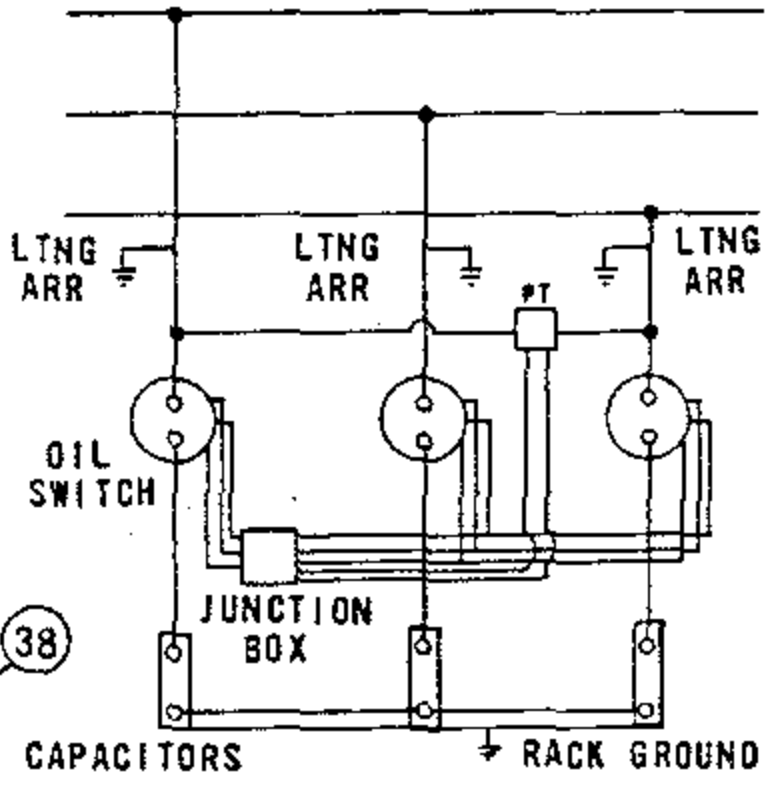 LTNG
ARR
LTNG
ARR
LTNG
ARR
PT
OIL
SWITCH
JUNCTION
BOX
38
CAPACITORS
RACK GROUND